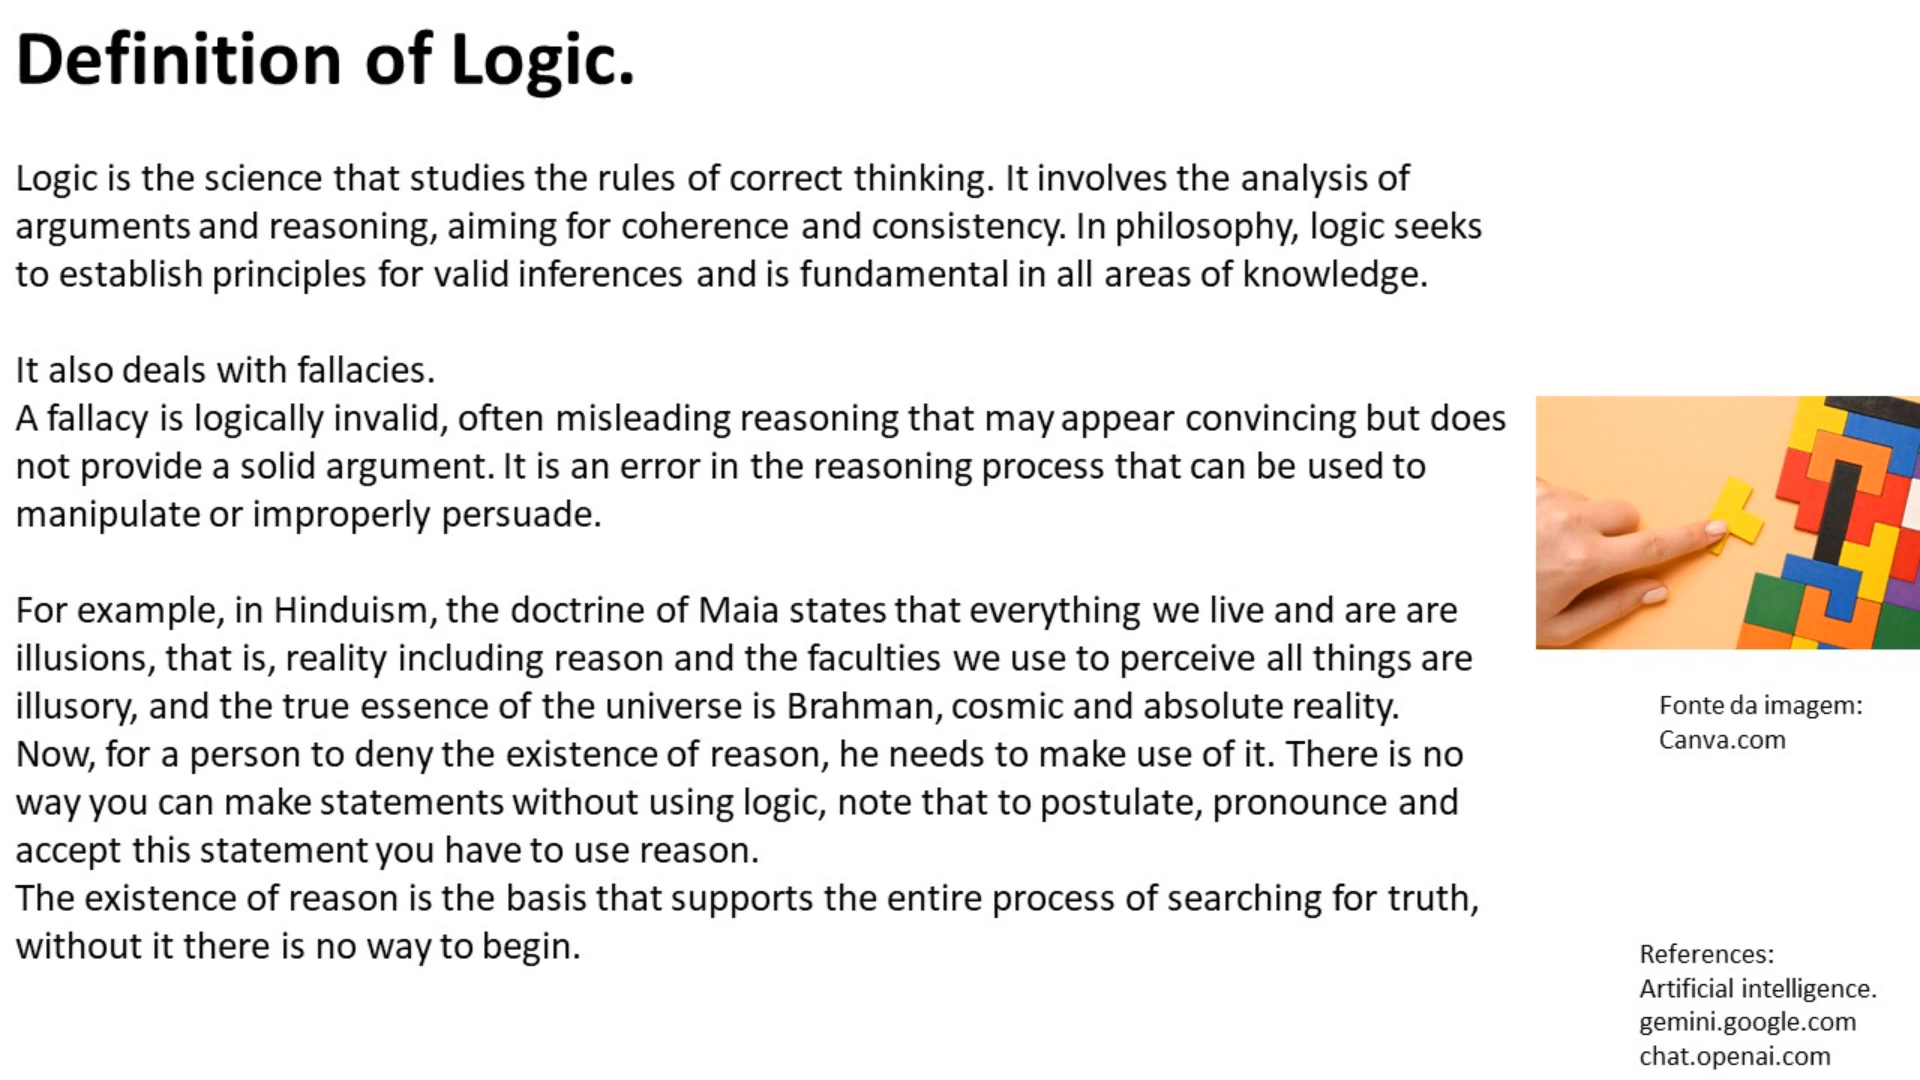 Definition of Logic.
Logic is the science that studies the rules of correct thinking. It involves the analysis of
arguments and reasoning, aiming for coherence and consistency. In philosophy, logic seeks
to establish principles for valid inferences and is fundamental in all areas of knowledge.
It also deals with fallacies.
A fallacy is logically invalid, often misleading reasoning that may appear convincing but does
not provide a solid argument. It is an error in the reasoning process that can be used to
manipulate or improperly persuade.
For example, in Hinduism, the doctrine of Maia states that everything we live and are are
illusions, that is, reality including reason and the faculties we use to perceive all things are
illusory, and the true essence of the universe is Brahman, cosmic and absolute reality.
Now, for a person to deny the existence of reason, he needs to make use of it. There is no
way you can make statements without using logic, note that to postulate, pronounce and
accept this statement you have to use reason.
The existence of reason is the basis that supports the entire process of searching for truth,
without it there is no way to begin.
Fonte da imagem:
Canva.com
References:
Artificial intelligence.
gemini.google.com
chat.openai.com